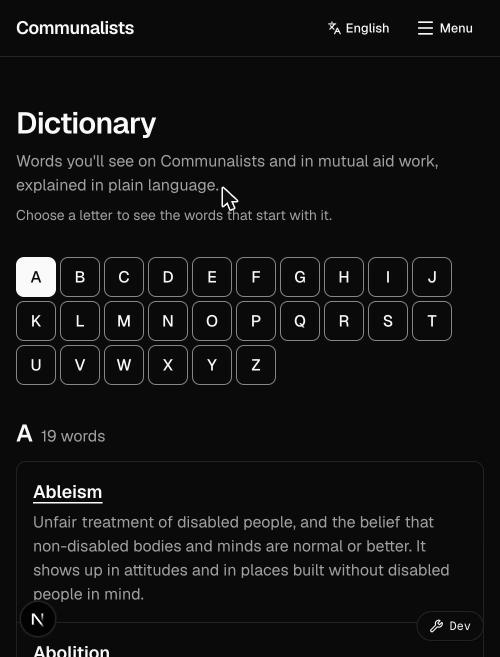 Communalists
English
Menu
Dictionary
Words you'll see on Communalists and in mutual aid work,
explained in plain language.
Choose a letter to see the words that start with it.
A B C D E F G H I J
K L M N O P Q R S T
U V W X Y Z
A 19 words
Ableism
Unfair treatment of disabled people, and the belief that
non-disabled bodies and minds are normal or better. It
shows up in attitudes and in places built without disabled
people in mind.
N
Dev
Abolition